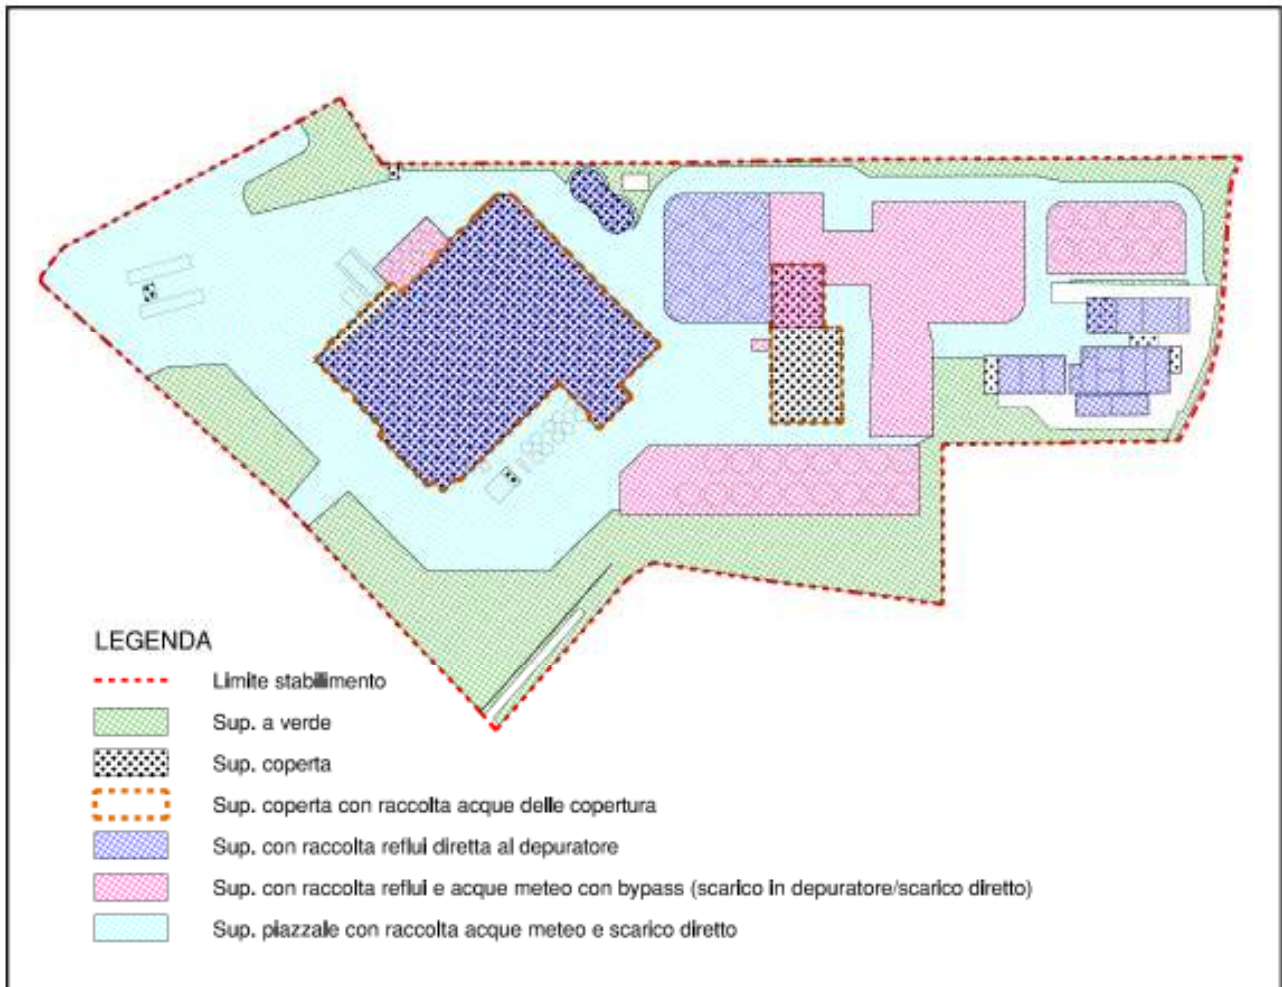 LEGENDA
Limite stabilimento
Sup. a verde
Sup. coperta
Sup. coperta con raccolta acque delle copertura
Sup. con raccolta reflui diretta al depuratore
Sup. con raccolta reflui e acque meteo con bypass (scarico in depuratore/scarico diretto)
Sup. piazzale con raccolta acque meteo e scarico diretto